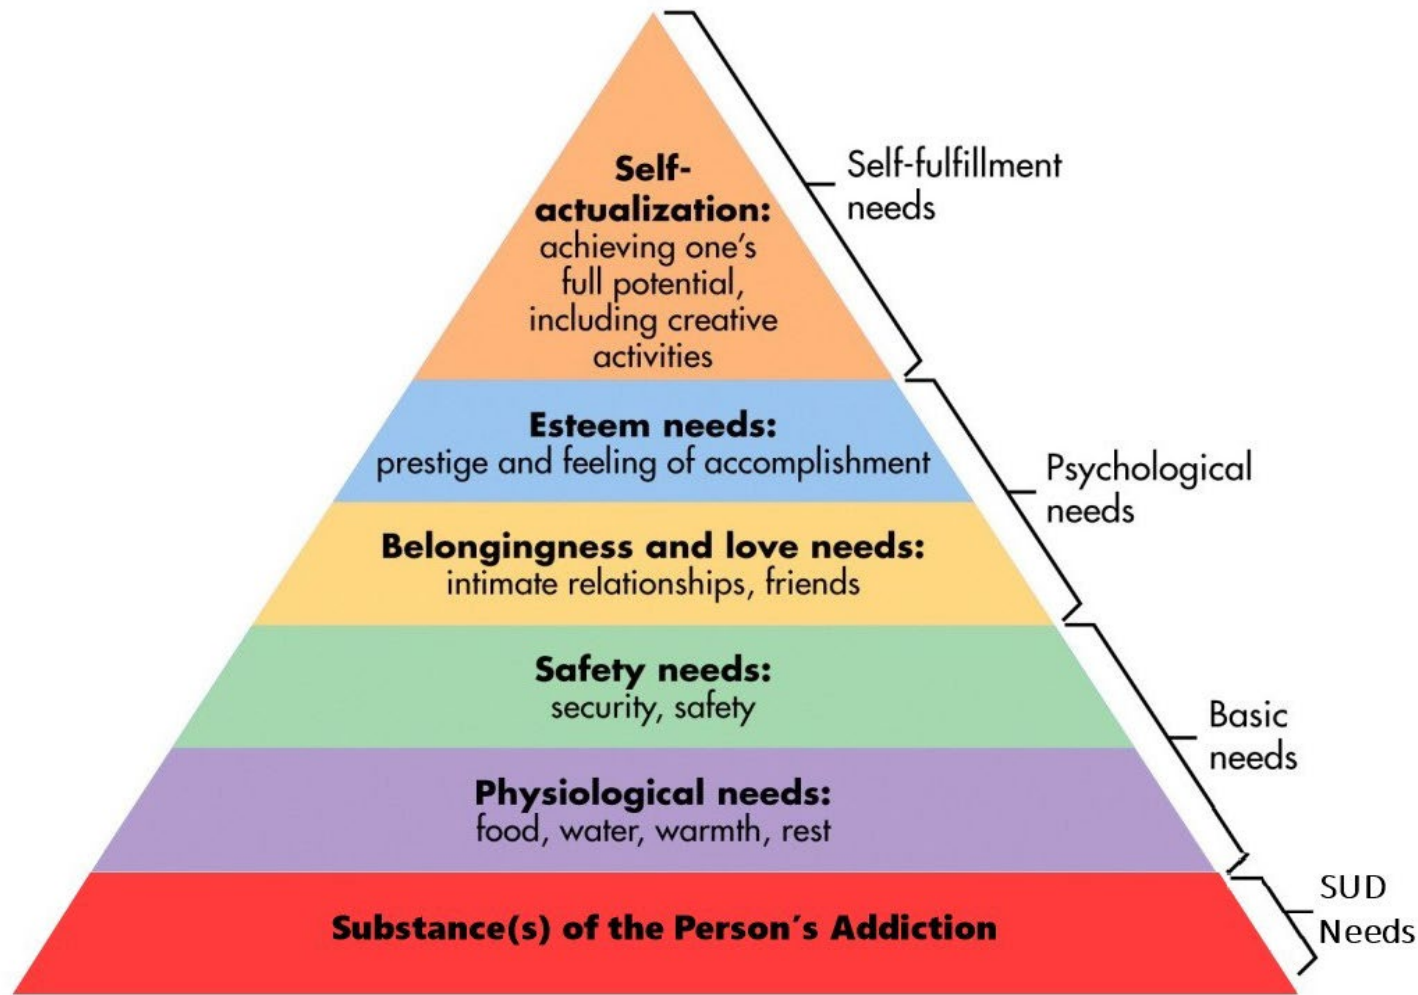 Self-
actualization:
achieving one's
full potential,
including creative
activities
Self-fulfillment
needs
Esteem needs:
prestige and feeling of accomplishment
Psychological
needs
Belongingness and love needs:
intimate relationships, friends
Safety needs:
security, safety
Basic
needs
Physiological needs:
food, water, warmth, rest
SUD
Needs
Substance(s) of the Person´s Addiction